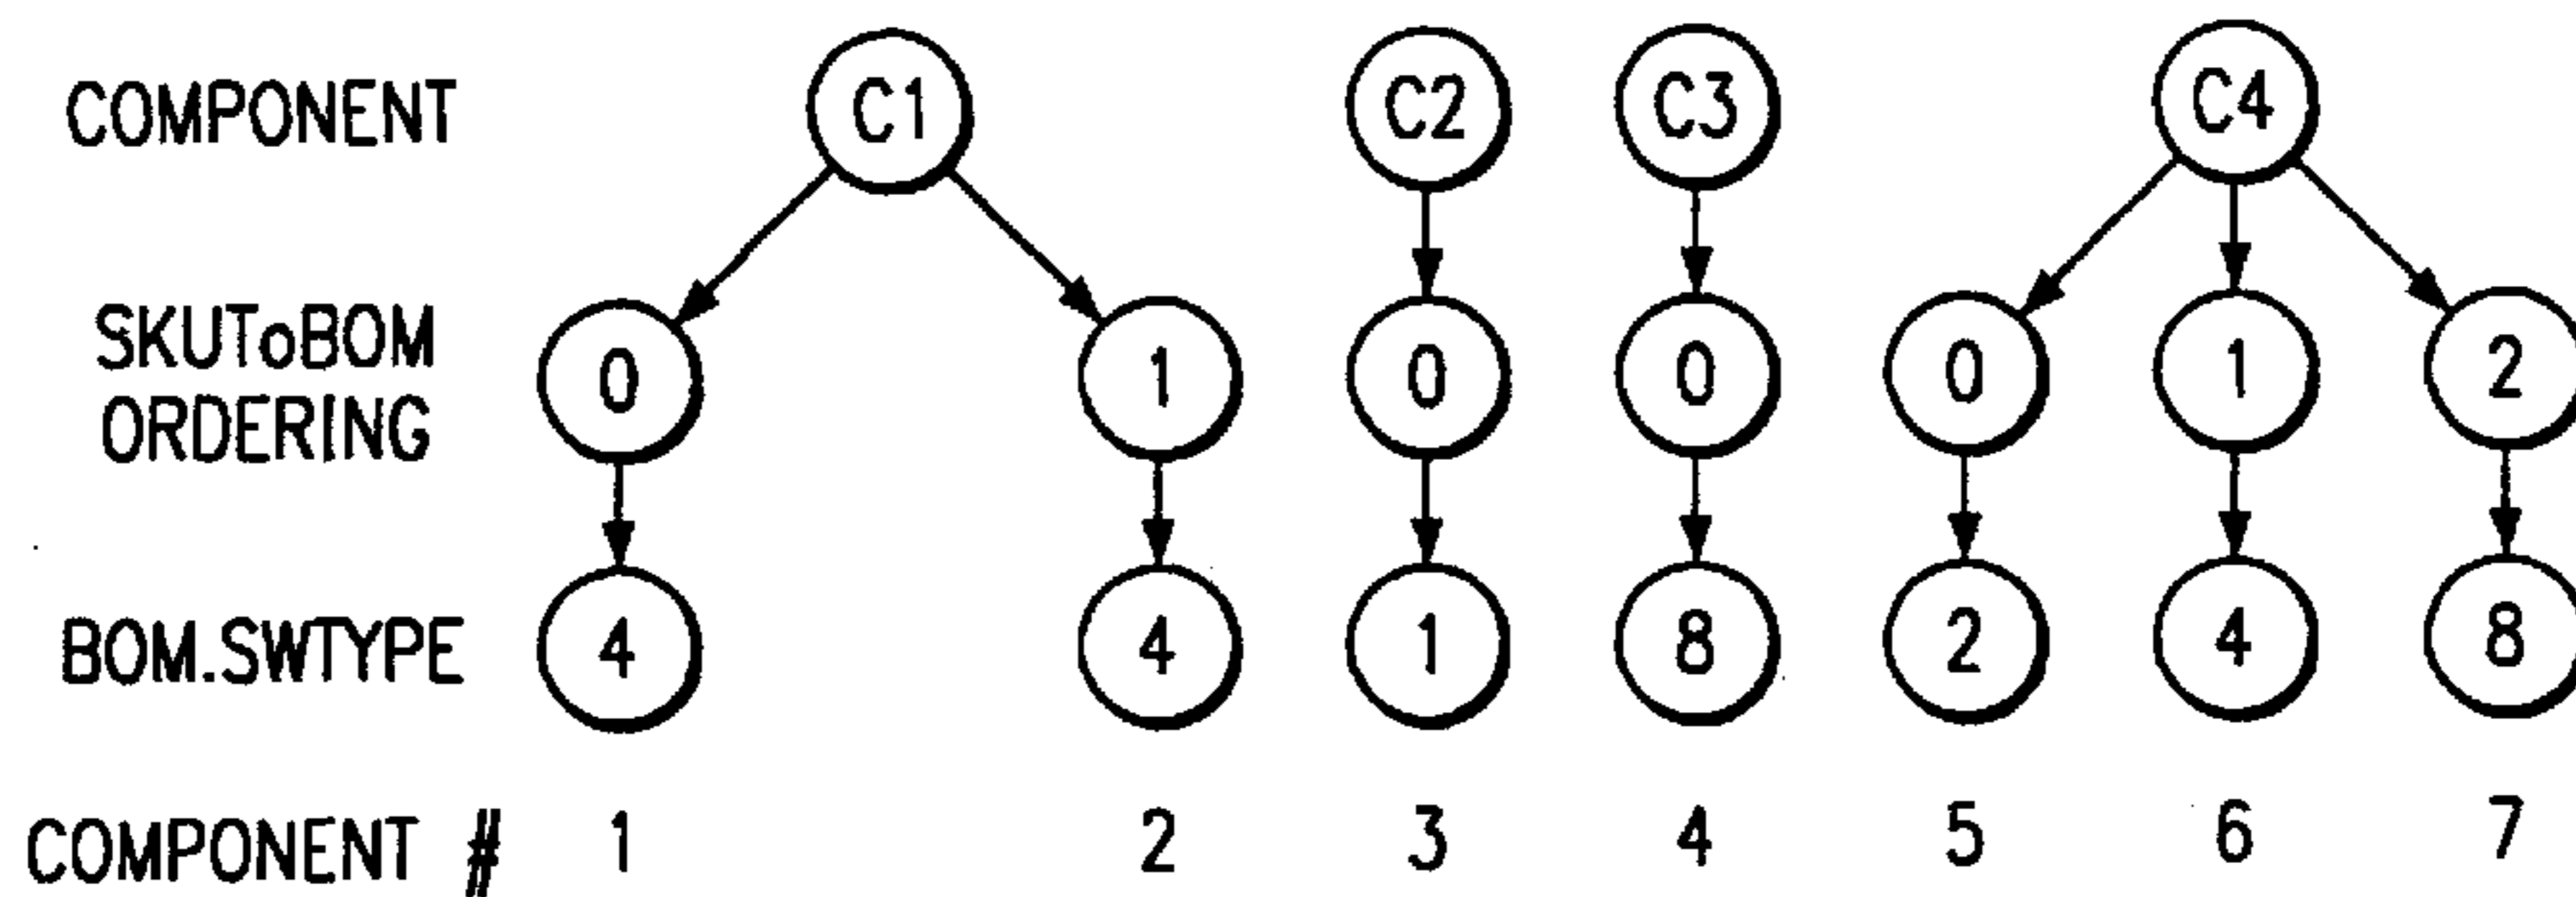 COMPONENT C1 C2 C3 C4
SKUToBOM
ORDERING
0 1 0 0 0 1 2
BOM.SWTYPE 4 4 1 8 2 4 8
COMPONENT # 1 2 3 4 5 6 7